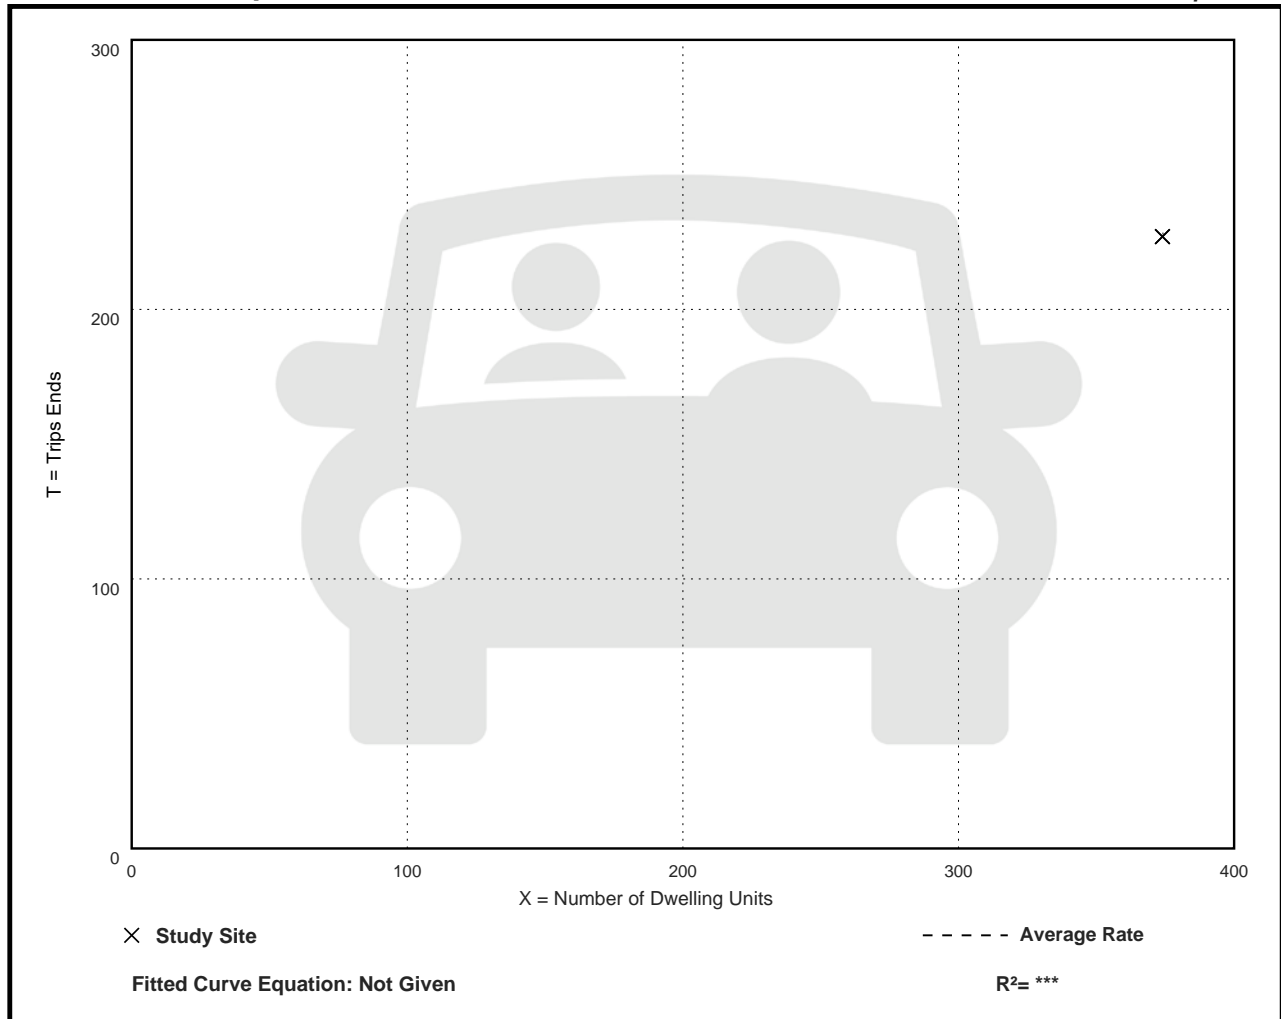 300
200
100
0
T = Trips Ends
0 100 200 300 400
X = Number of Dwelling Units
Study Site
Average Rate
Fitted Curve Equation: Not Given
R²= ***